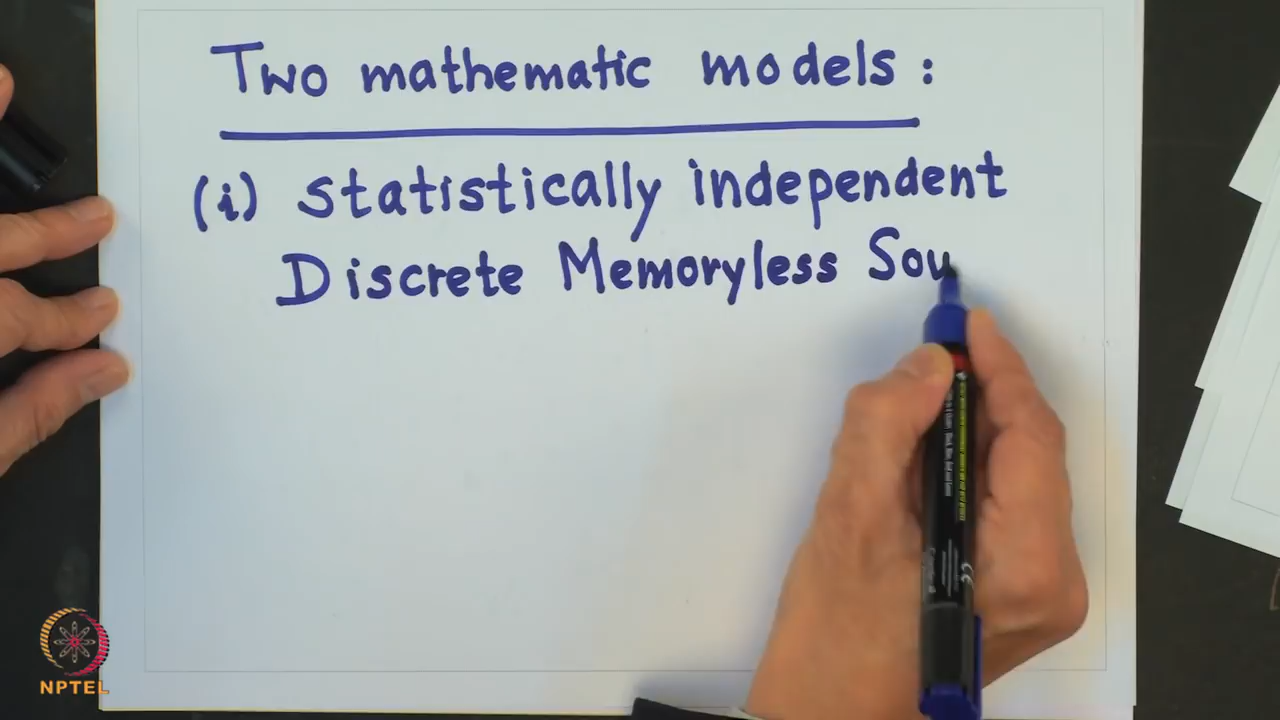 Two mathematic models :
(i) statistically independent
Discrete Memoryless Sou
NPTEL